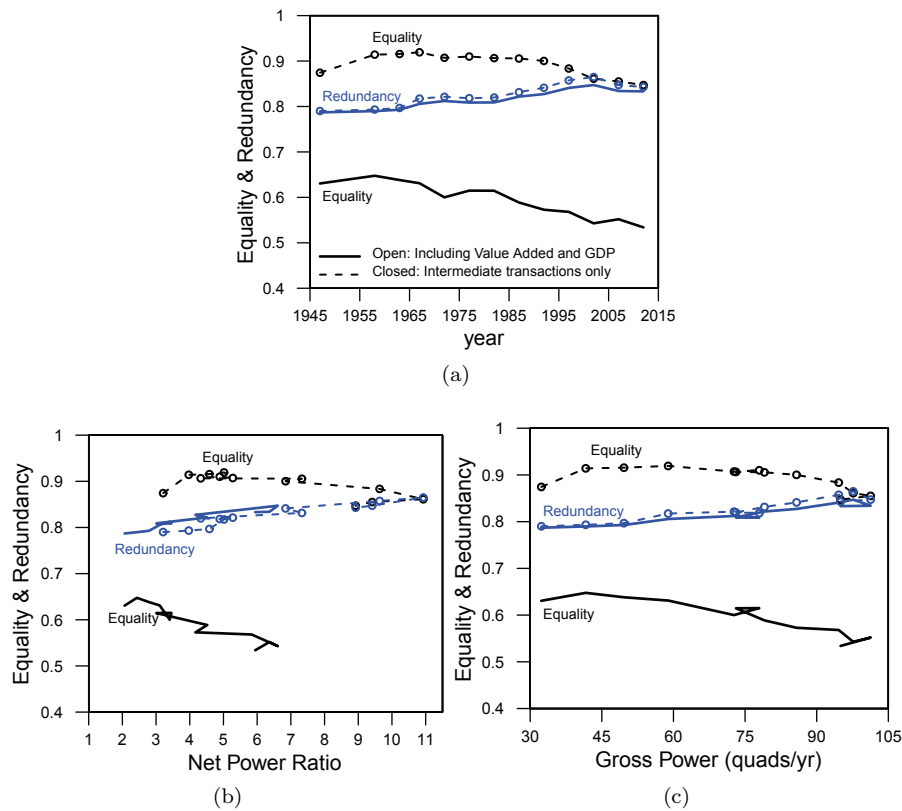 Equality & Redundancy
1
0.9
0.8
0.7
0.6
0.5
0.4
Equality
Redundancy
Equality
Open: Including Value Added and GDP
Closed: Intermediate transactions only
1945 1955 1965 1975 1985 1995 2005 2015
year
(a)
Equality & Redundancy
1
0.9
0.8
0.7
0.6
0.5
0.4
Equality
Redundancy
Equality
1 2 3 4 5 6 7 8 9 10 11
Net Power Ratio
(b)
Equality & Redundancy
1
0.9
0.8
0.7
0.6
0.5
0.4
Equality
Redundancy
Equality
30 45 60 75 90 105
Gross Power (quads/yr)
(c)